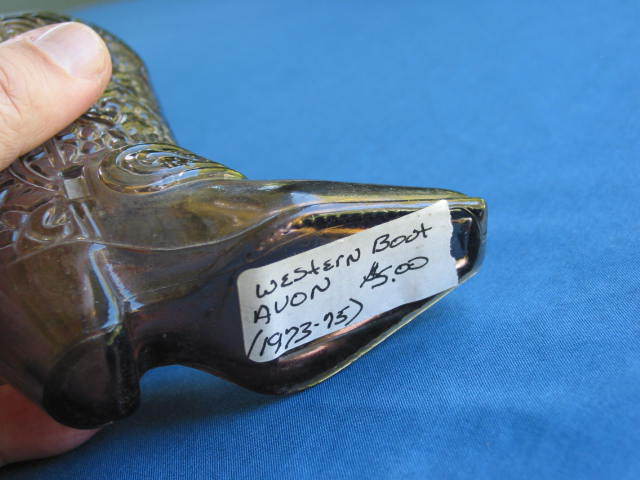 Western Boot
Avon $5.00
(1973-75)